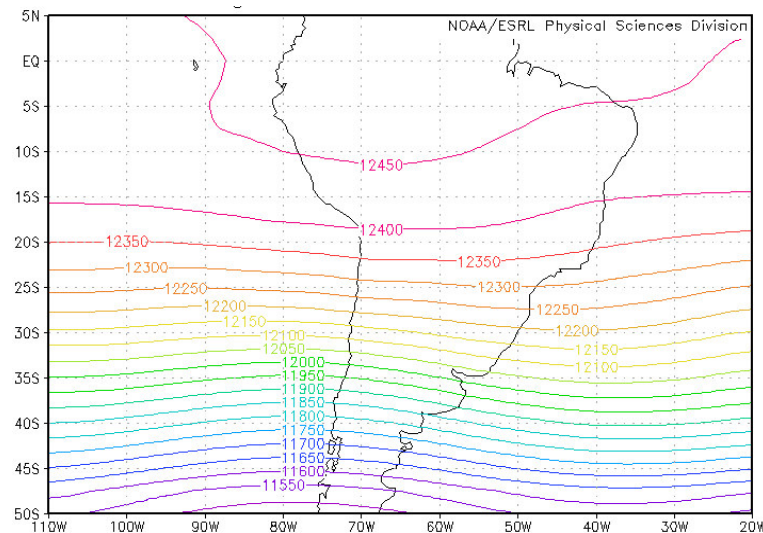 NOAA/ESRL Physical Sciences Division
5N
EQ
5S
10S
15S
20S
25S
30S
35S
40S
45S
50S
12450
12400
12350
12350
12300
12300
12250
12250
12200
12200
12150
12150
12100
12100
12050
12000
11950
11900
11850
11800
11750
11700
11650
11600
11550
110W 100W 90W 80W 70W 60W 50W 40W 30W 20W